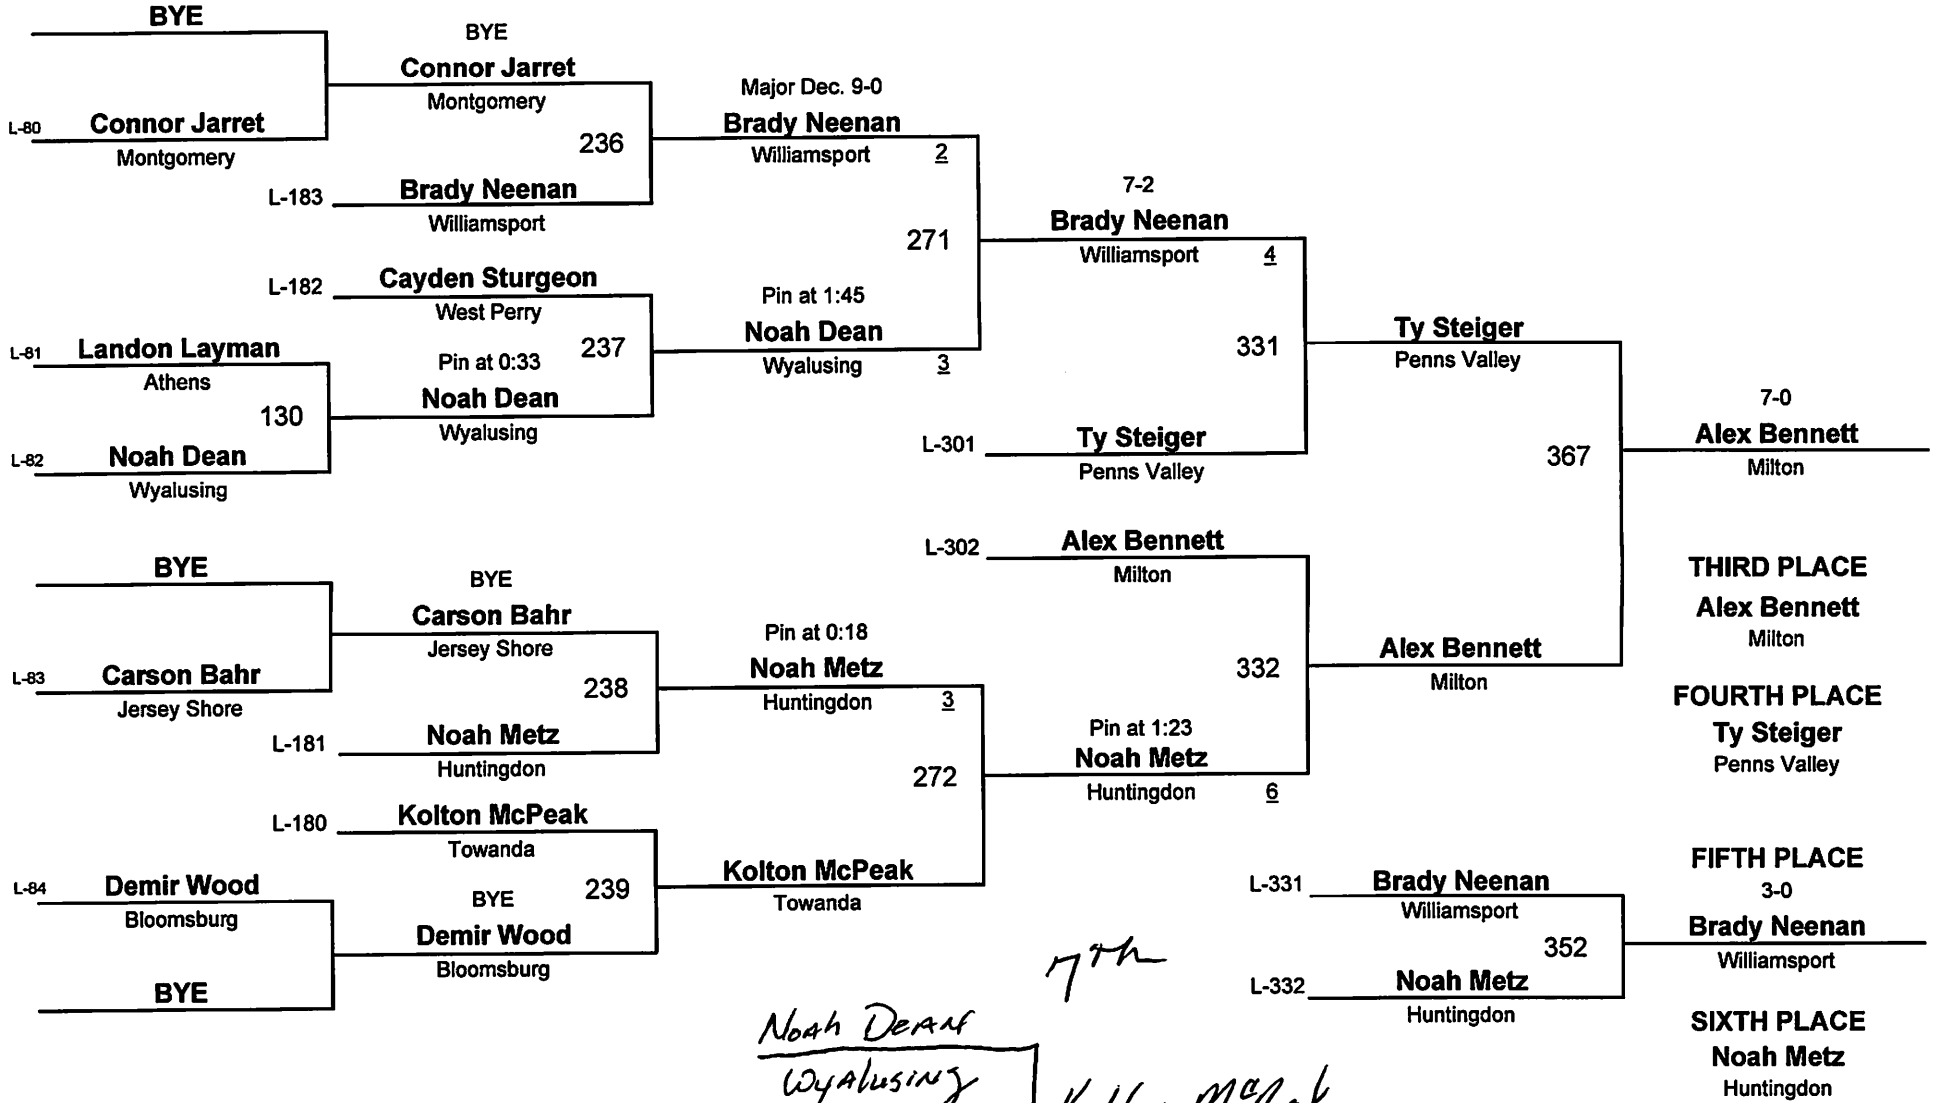 BYE
L-80 Connor Jarret
Montgomery
BYE
Connor Jarret
Montgomery
236
L-183 Brady Neenan
Williamsport
Major Dec. 9-0
Brady Neenan
Williamsport 2
L-182 Cayden Sturgeon
West Perry
237
L-81 Landon Layman
Athens
130
L-82 Noah Dean
Wyalusing
Pin at 0:33
Noah Dean
Wyalusing
Pin at 1:45
Noah Dean
Wyalusing 3
271
7-2
Brady Neenan
Williamsport 4
331
L-301 Ty Steiger
Penns Valley
Ty Steiger
Penns Valley
367
7-0
Alex Bennett
Milton
BYE
L-83 Carson Bahr
Jersey Shore
BYE
Carson Bahr
Jersey Shore
238
L-181 Noah Metz
Huntingdon
Pin at 0:18
Noah Metz
Huntingdon 3
L-180 Kolton McPeak
Towanda
239
L-84 Demir Wood
Bloomsburg
BYE
BYE
Demir Wood
Bloomsburg
Kolton McPeak
Towanda
272
L-302 Alex Bennett
Milton
332
Pin at 1:23
Noah Metz
Huntingdon 6
Alex Bennett
Milton
THIRD PLACE
Alex Bennett
Milton
FOURTH PLACE
Ty Steiger
Penns Valley
L-331 Brady Neenan
Williamsport
352
L-332 Noah Metz
Huntingdon
FIFTH PLACE
3-0
Brady Neenan
Williamsport
SIXTH PLACE
Noah Metz
Huntingdon
7th
Noah Dean
Wyalusing